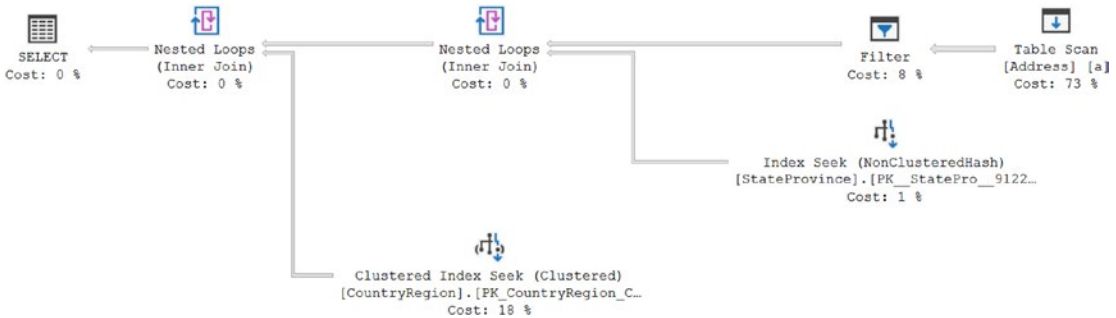 SELECT
Cost: 0 %
Nested Loops
(Inner Join)
Cost: 0 %
Nested Loops
(Inner Join)
Cost: 0 %
Filter
Cost: 8 %
Table Scan
[Address] [a]
Cost: 73 %
Index Seek (NonClusteredHash)
[StateProvince].[PK__StatePro__9122…
Cost: 1 %
Clustered Index Seek (Clustered)
[CountryRegion].[PK_CountryRegion_C…
Cost: 18 %